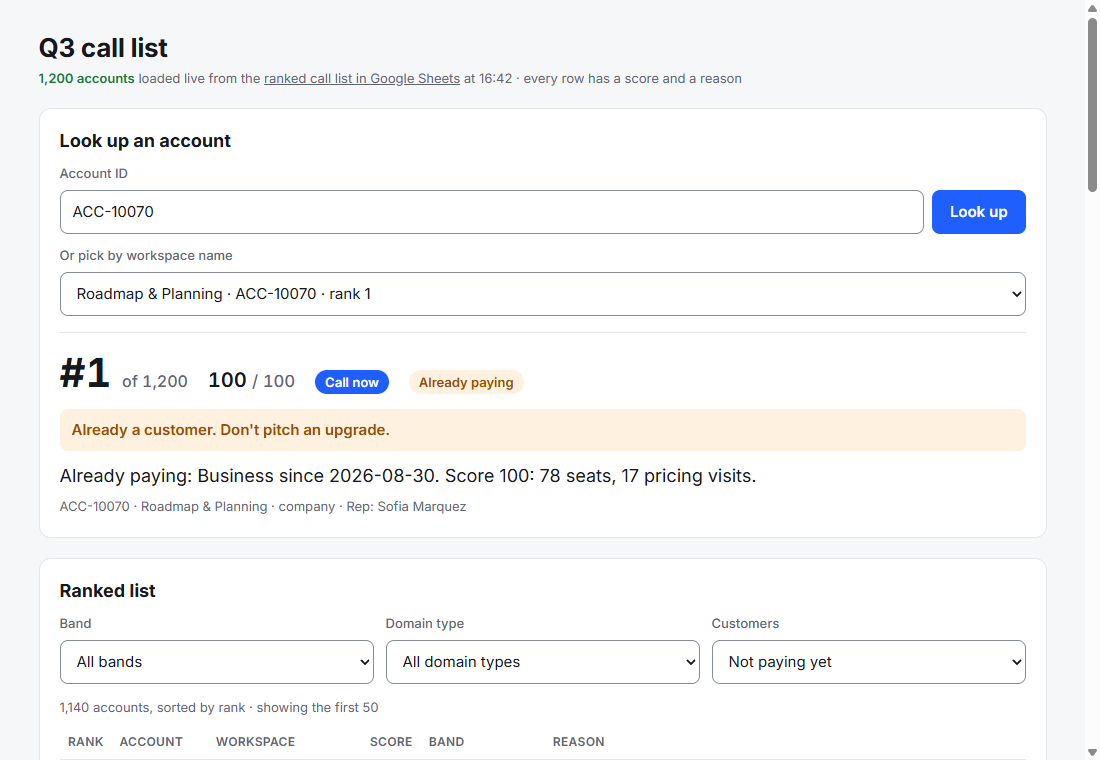 Q3 call list
1,200 accounts loaded live from the ranked call list in Google Sheets at 16:42 · every row has a score and a reason
Look up an account
Account ID
ACC-10070
Look up
Or pick by workspace name
Roadmap & Planning · ACC-10070 · rank 1
#1 of 1,200 100 / 100 Call now Already paying
Already a customer. Don't pitch an upgrade.
Already paying: Business since 2026-08-30. Score 100: 78 seats, 17 pricing visits.
ACC-10070 · Roadmap & Planning · company · Rep: Sofia Marquez
Ranked list
Band Domain type Customers
All bands All domain types Not paying yet
1,140 accounts, sorted by rank · showing the first 50
RANK ACCOUNT WORKSPACE SCORE BAND REASON